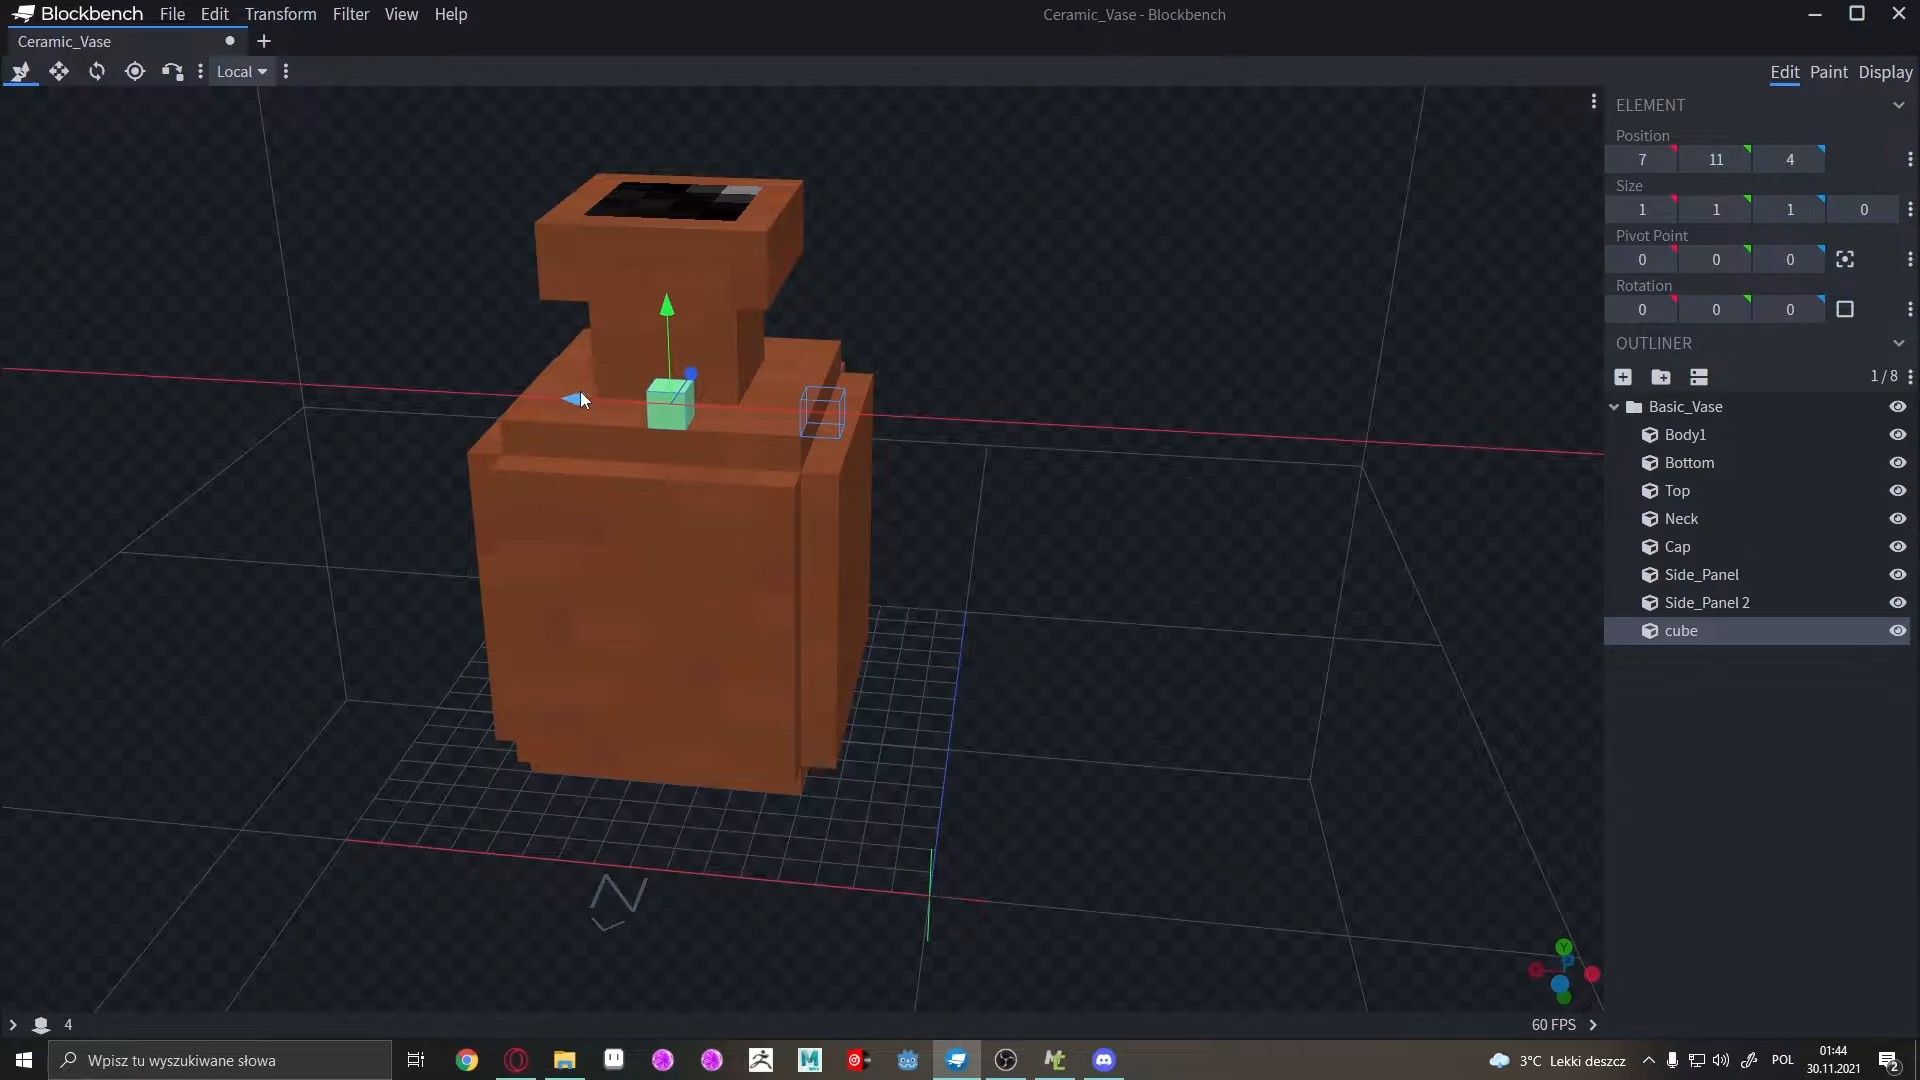 Blockbench File Edit Transform Filter View Help
Ceramic_Vase - Blockbench
Ceramic_Vase
Local
Edit Paint Display
ELEMENT
Position
7 11 4
Size
1 1 1 0
Pivot Point
0 0 0
Rotation
0 0 0
OUTLINER
1 / 8
Basic_Vase
Body1
Bottom
Top
Neck
Cap
Side_Panel
Side_Panel 2
cube
N
Y
4
60 FPS
Wpisz tu wyszukiwane słowa
3°C Lekki deszcz
POL
01:44
30.11.2021
2